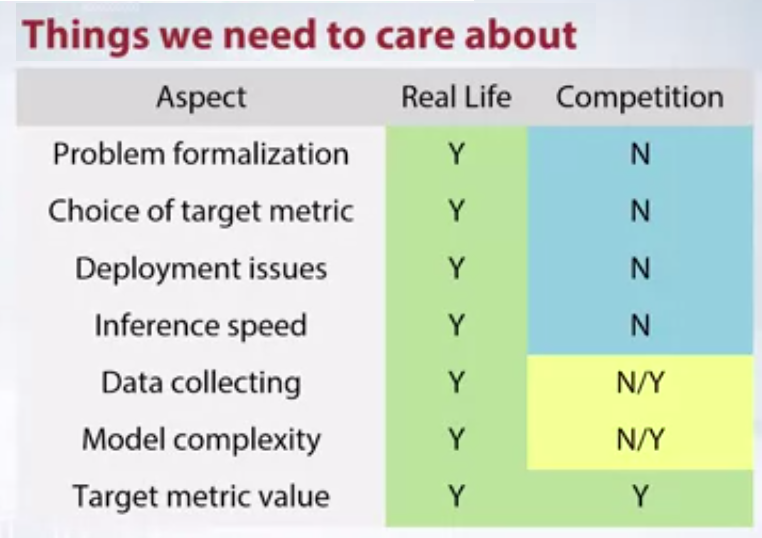 Things we need to care about
Aspect Real Life Competition
Problem formalization Y N
Choice of target metric Y N
Deployment issues Y N
Inference speed Y N
Data collecting Y N/Y
Model complexity Y N/Y
Target metric value Y Y